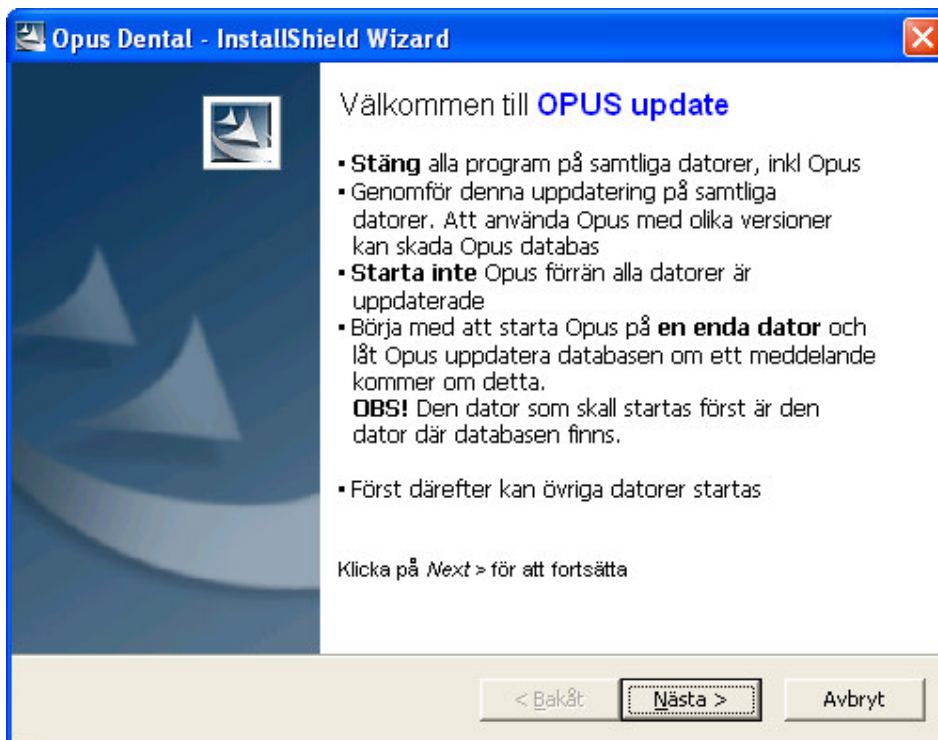 Opus Dental - InstallShield Wizard
Välkommen till OPUS update
▪ Stäng alla program på samtliga datorer, inkl Opus
▪ Genomför denna uppdatering på samtliga
datorer. Att använda Opus med olika versioner
kan skada Opus databas
▪ Starta inte Opus förrän alla datorer är
uppdaterade
▪ Börja med att starta Opus på en enda dator och
låt Opus uppdatera databasen om ett meddelande
kommer om detta.
OBS! Den dator som skall startas först är den
dator där databasen finns.
▪ Först därefter kan övriga datorer startas
Klicka på Next > för att fortsätta
< Bakåt Nästa > Avbryt